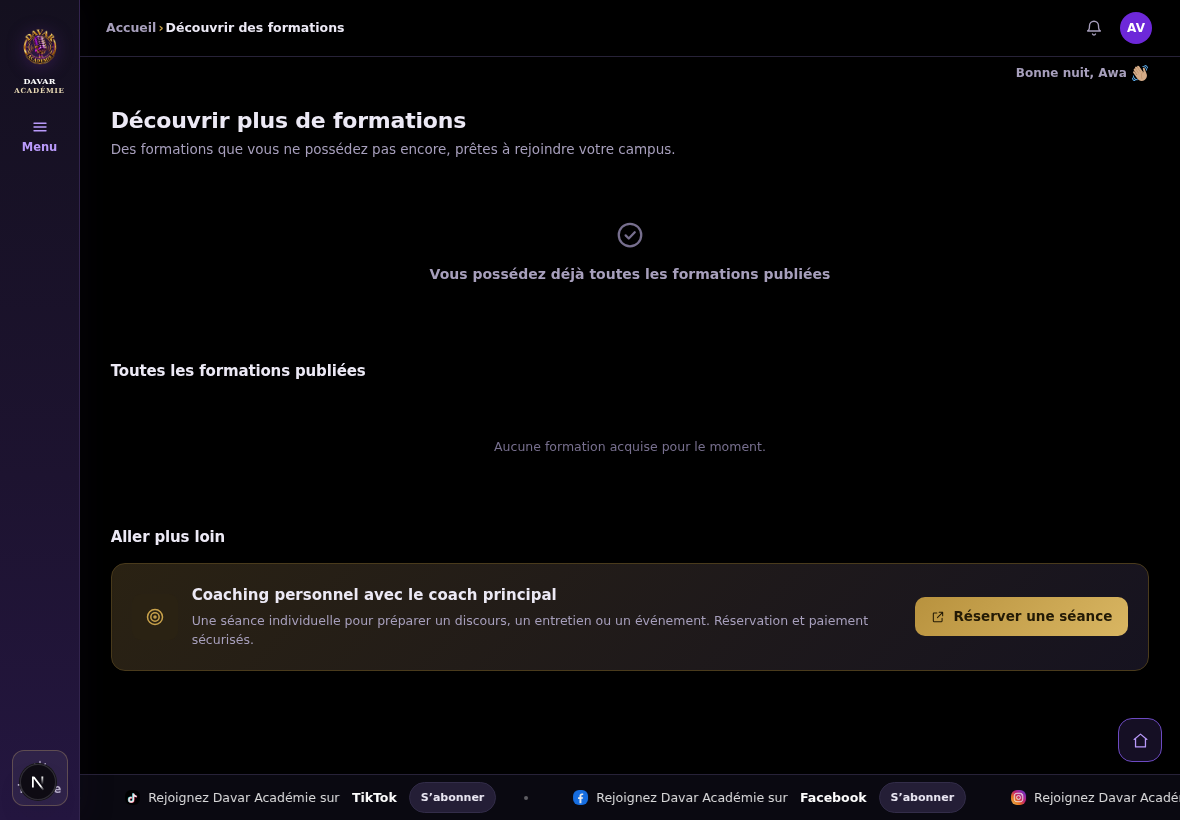 DAVAR
ACADÉMIE
Menu
Accueil › Découvrir des formations
AV
Bonne nuit, Awa
Découvrir plus de formations
Des formations que vous ne possédez pas encore, prêtes à rejoindre votre campus.
Vous possédez déjà toutes les formations publiées
Toutes les formations publiées
Aucune formation acquise pour le moment.
Aller plus loin
Coaching personnel avec le coach principal
Une séance individuelle pour préparer un discours, un entretien ou un événement. Réservation et paiement
sécurisés.
Réserver une séance
Rejoignez Davar Académie sur TikTok S’abonner • Rejoignez Davar Académie sur Facebook S’abonner Rejoignez Davar Acadé